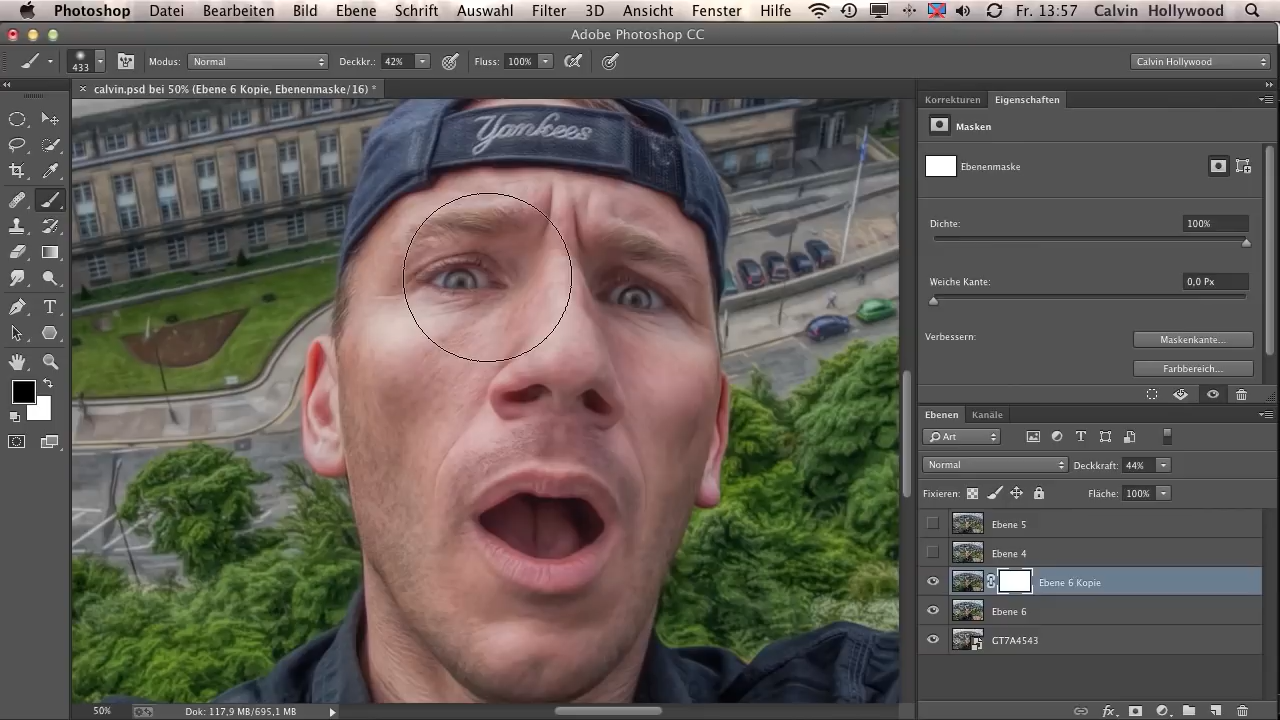 Photoshop Datei Bearbeiten Bild Ebene Schrift Auswahl Filter 3D Ansicht Fenster Hilfe Fr. 13:57 Calvin Hollywood
Adobe Photoshop CC
433 Modus: Normal Deckkr.: 42% Fluss: 100% Calvin Hollywood
× calvin.psd bei 50% (Ebene 6 Kopie, Ebenenmaske/16) *
Yankees
Korrekturen Eigenschaften
Masken
Ebenenmaske
Dichte: 100%
Weiche Kante: 0,0 Px
Verbessern: Maskenkante...
Farbbereich...
Ebenen Kanäle
Art
Normal Deckkraft: 44%
Fixieren: Fläche: 100%
Ebene 5
Ebene 4
Ebene 6 Kopie
Ebene 6
GT7A4543
50% Dok: 117,9 MB/695,1 MB